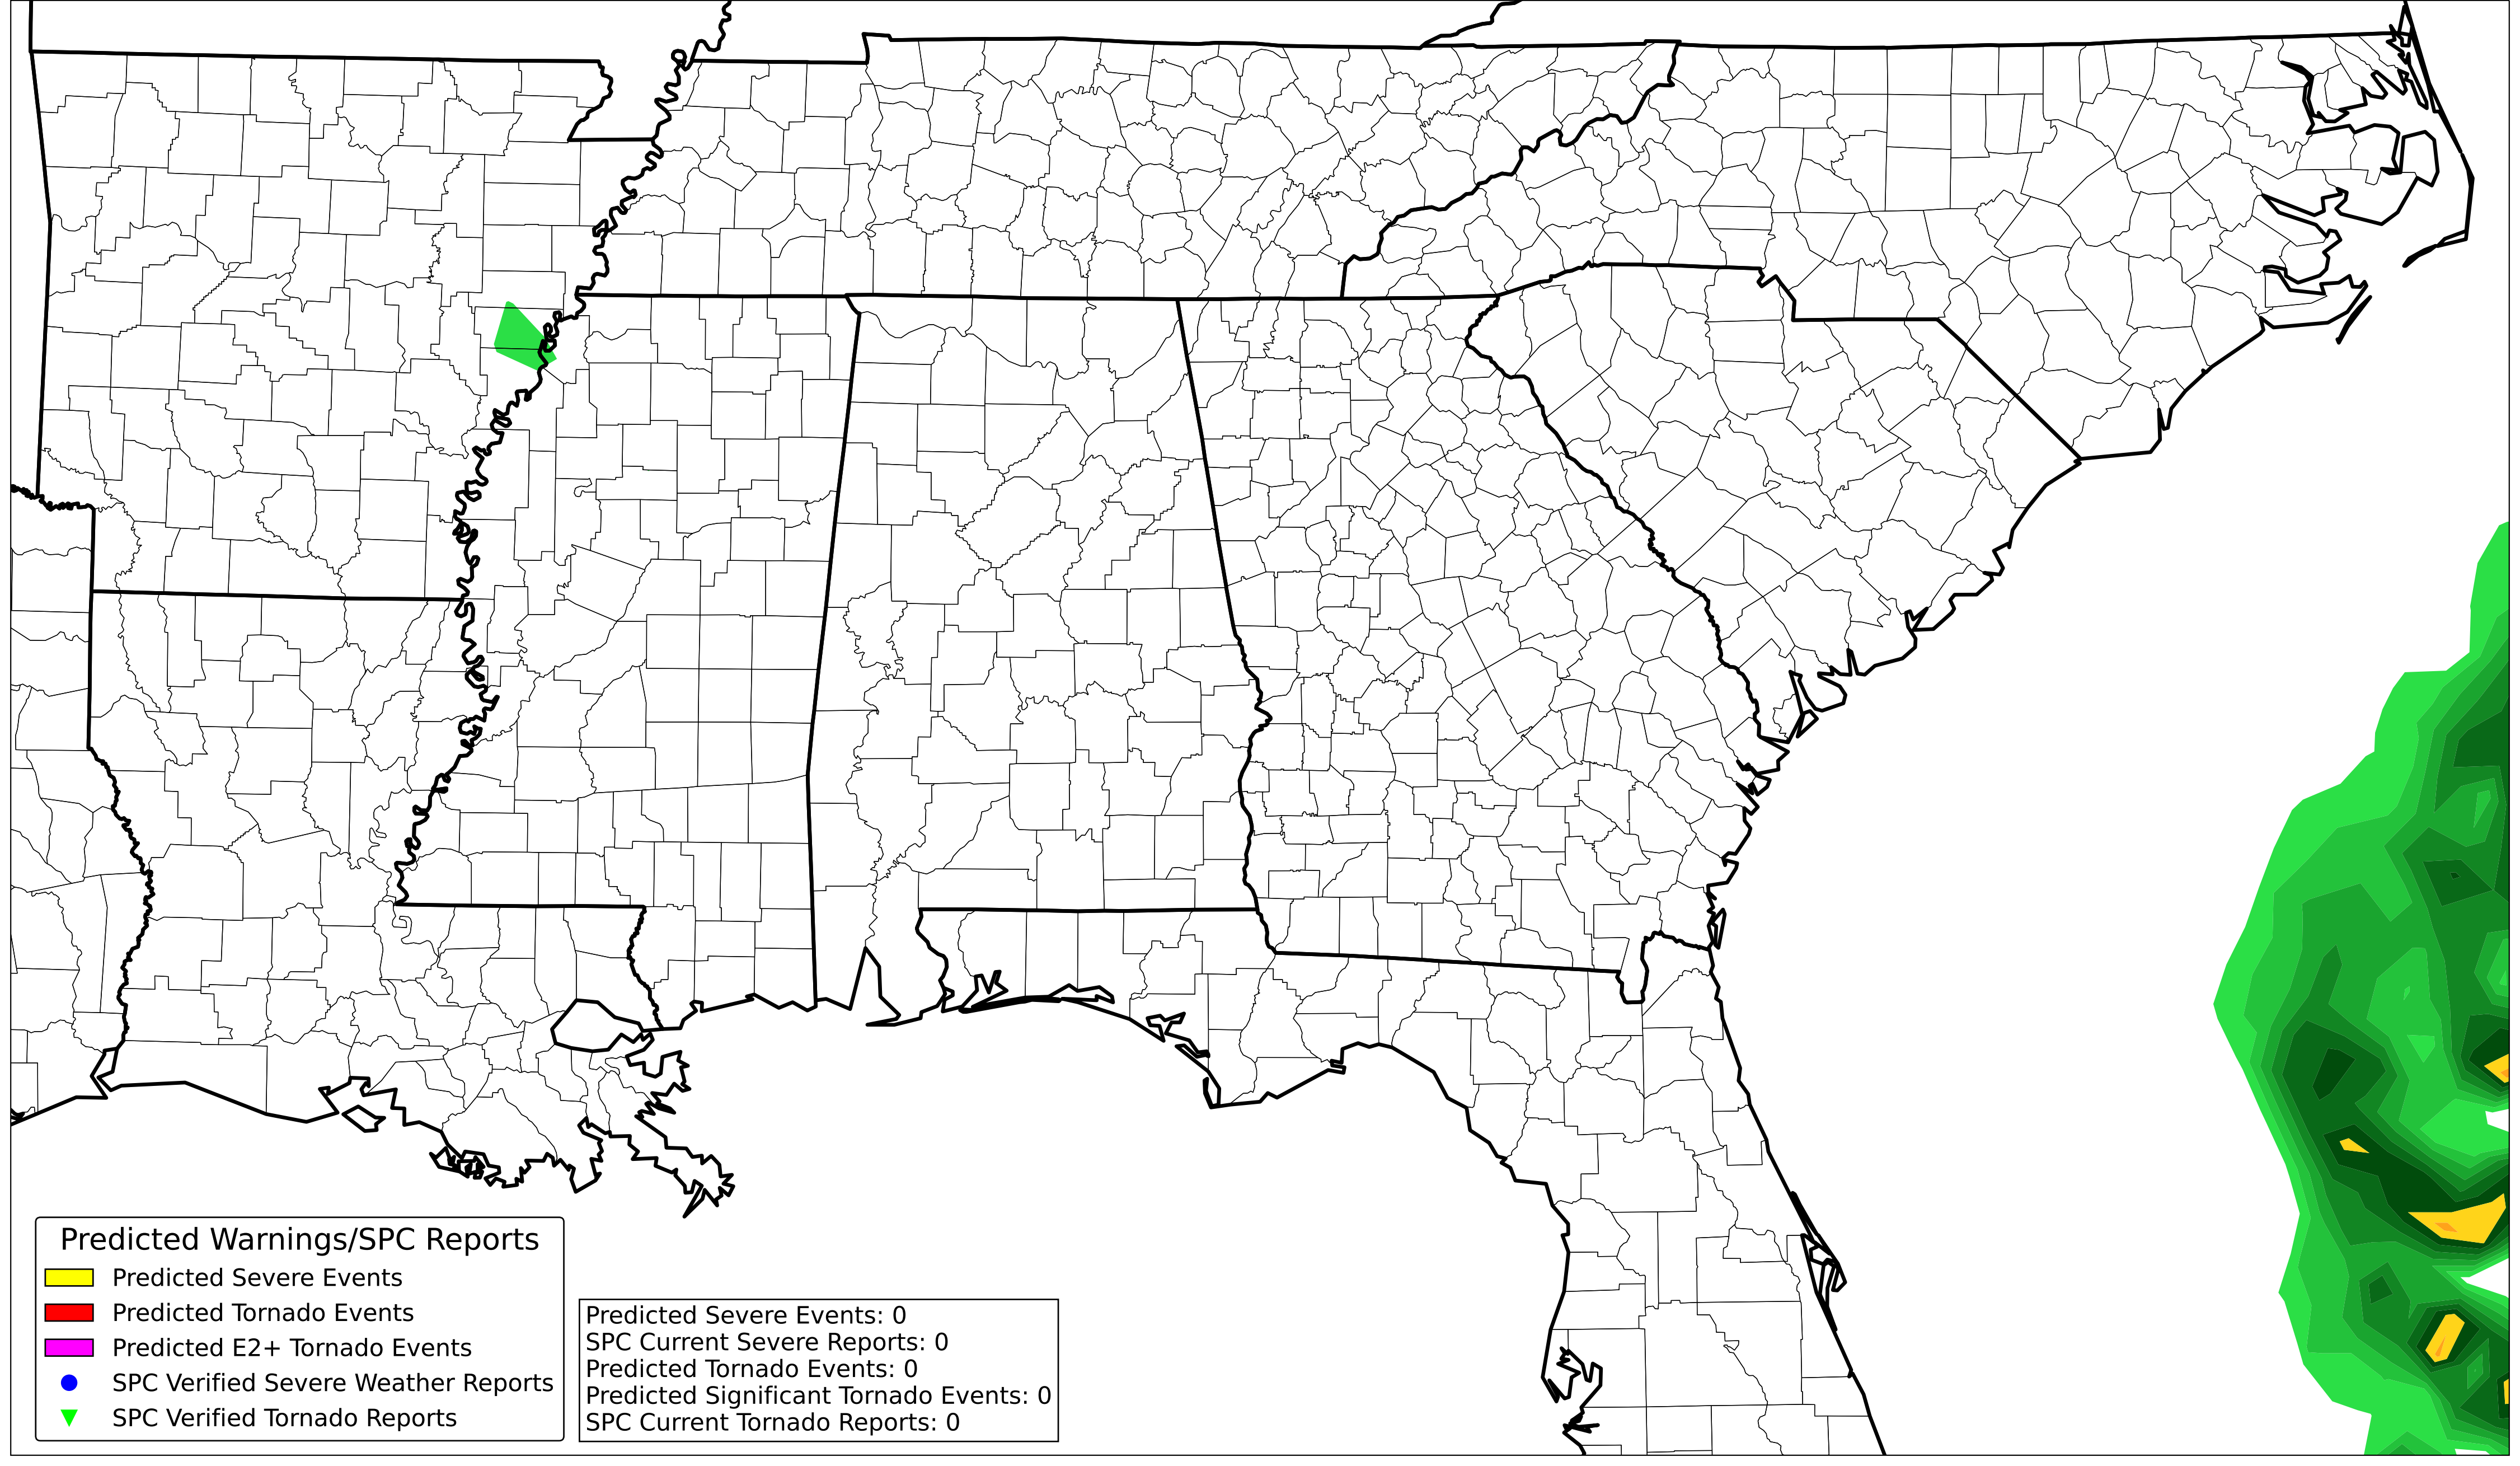 Predicted Warnings/SPC Reports
Predicted Severe Events
Predicted Tornado Events
Predicted E2+ Tornado Events
SPC Verified Severe Weather Reports
SPC Verified Tornado Reports
Predicted Severe Events: 0
SPC Current Severe Reports: 0
Predicted Tornado Events: 0
Predicted Significant Tornado Events: 0
SPC Current Tornado Reports: 0